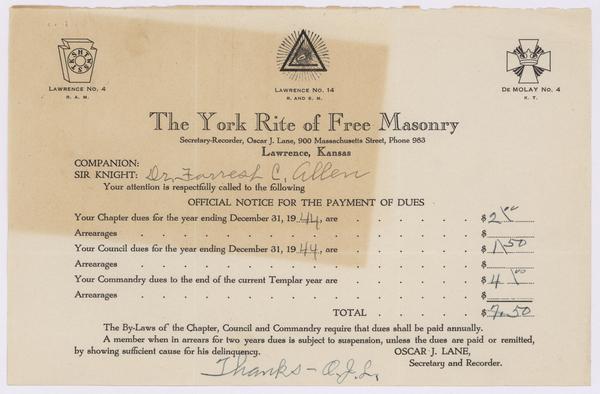 LAWRENCE NO. 4
R. A. M.
LAWRENCE NO. 14
R. AND S. M.
DE MOLAY NO. 4
K. T.
The York Rite of Free Masonry
Secretary-Recorder, Oscar J. Lane, 900 Massachusetts Street, Phone 983
Lawrence, Kansas
COMPANION:
SIR KNIGHT: Dr. Forrest C. Allen
Your attention is respectfully called to the following
OFFICIAL NOTICE FOR THE PAYMENT OF DUES
Your Chapter dues for the year ending December 31, 1944, are . . . . . . . $ 2.00
Arrearages . . . . . . . . . . . . . . . $
Your Council dues for the year ending December 31, 1944, are . . . . . . . $ 1.50
Arrearages . . . . . . . . . . . . . . . $
Your Commandry dues to the end of the current Templar year are . . . . . . $ 4.00
Arrearages . . . . . . . . . . . . . . . $
TOTAL . . . . . $ 7.50
The By-Laws of the Chapter, Council and Commandry require that dues shall be paid annually.
A member when in arrears for two years dues is subject to suspension, unless the dues are paid or remitted,
by showing sufficient cause for his delinquency. OSCAR J. LANE,
Secretary and Recorder.
Thanks - O.J.L.